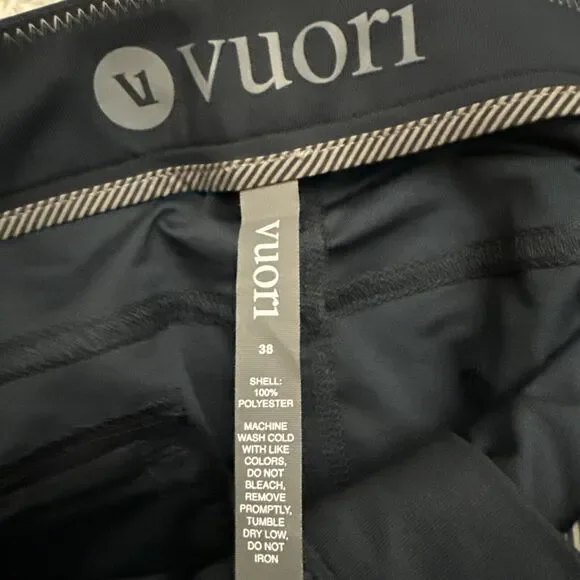 V vuori
vuori
38
SHELL:
100%
POLYESTER
MACHINE
WASH COLD
WITH LIKE
COLORS,
DO NOT
BLEACH,
REMOVE
PROMPTLY,
TUMBLE
DRY LOW,
DO NOT
IRON